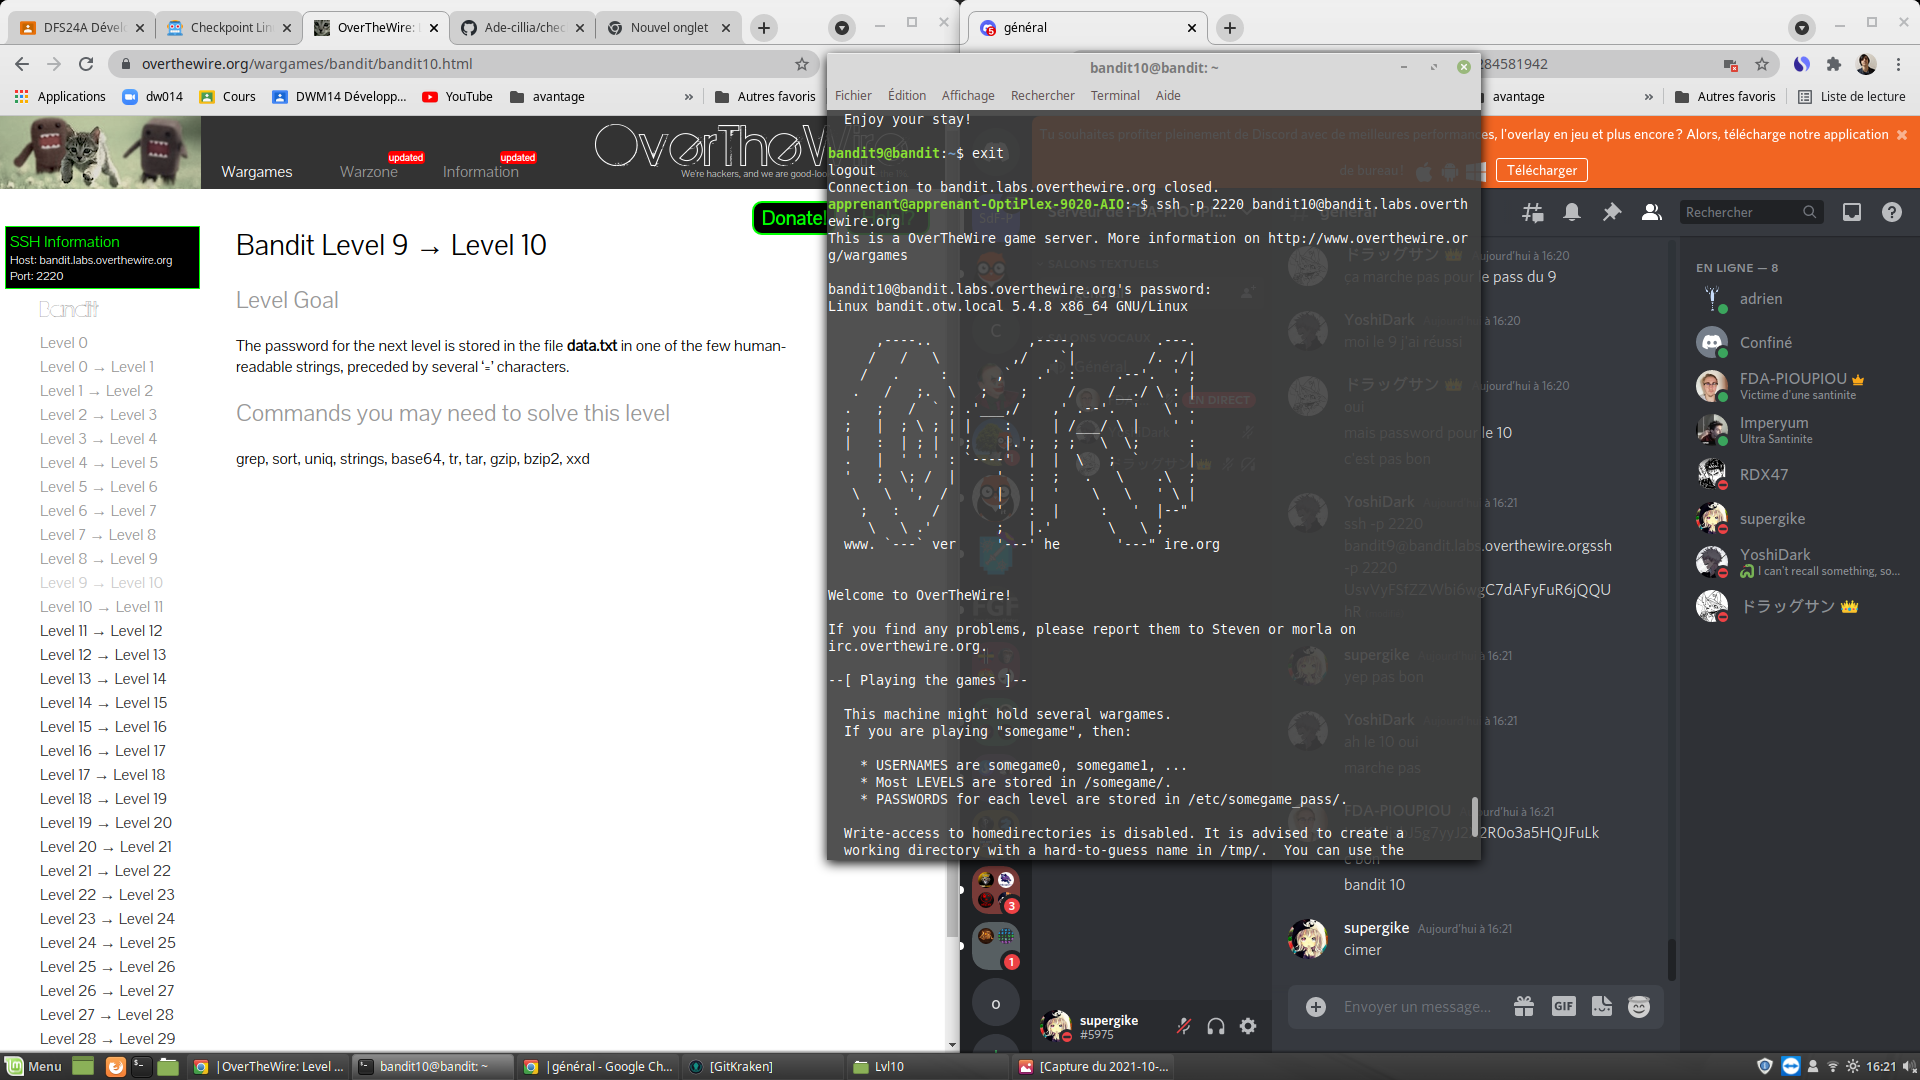 DFS24A Dével
Checkpoint Lin
OverTheWire:
Ade-cillia/chec
Nouvel onglet
général
overthewire.org/wargames/bandit/bandit10.html
284581942
Applications
dw014
Cours
DWM14 Développ...
YouTube
avantage
»
Autres favoris
avantage
»
Autres favoris
Liste de lecture
Wargames
Warzone
updated
Information
updated
OverTheWire
We're hackers, and we are good-loo
Donate!
SSH Information
Host: bandit.labs.overthewire.org
Port: 2220
Bandit
Level 0
Level 0 → Level 1
Level 1 → Level 2
Level 2 → Level 3
Level 3 → Level 4
Level 4 → Level 5
Level 5 → Level 6
Level 6 → Level 7
Level 7 → Level 8
Level 8 → Level 9
Level 9 → Level 10
Level 10 → Level 11
Level 11 → Level 12
Level 12 → Level 13
Level 13 → Level 14
Level 14 → Level 15
Level 15 → Level 16
Level 16 → Level 17
Level 17 → Level 18
Level 18 → Level 19
Level 19 → Level 20
Level 20 → Level 21
Level 21 → Level 22
Level 22 → Level 23
Level 23 → Level 24
Level 24 → Level 25
Level 25 → Level 26
Level 26 → Level 27
Level 27 → Level 28
Level 28 → Level 29
Bandit Level 9 → Level 10
Level Goal
The password for the next level is stored in the file data.txt in one of the few human-
readable strings, preceded by several ‘=’ characters.
Commands you may need to solve this level
grep, sort, uniq, strings, base64, tr, tar, gzip, bzip2, xxd
bandit10@bandit: ~
Fichier Édition Affichage Rechercher Terminal Aide
Enjoy your stay!
bandit9@bandit:~$ exit
logout
Connection to bandit.labs.overthewire.org closed.
apprenant@apprenant-OptiPlex-9020-AIO:~$ ssh -p 2220 bandit10@bandit.labs.overth
ewire.org
This is a OverTheWire game server. More information on http://www.overthewire.or
g/wargames
bandit10@bandit.labs.overthewire.org's password:
Linux bandit.otw.local 5.4.8 x86_64 GNU/Linux
www. ver he ire.org
Welcome to OverTheWire!
If you find any problems, please report them to Steven or morla on
irc.overthewire.org.
--[ Playing the games ]--
This machine might hold several wargames.
If you are playing "somegame", then:
* USERNAMES are somegame0, somegame1, ...
* Most LEVELS are stored in /somegame/.
* PASSWORDS for each level are stored in /etc/somegame_pass/.
Write-access to homedirectories is disabled. It is advised to create a
working directory with a hard-to-guess name in /tmp/.  You can use the
Tu souhaites profiter pleinement de Discord avec de meilleures performances, l'overlay en jeu et plus encore ? Alors, télécharge notre application
de bureau !
Télécharger
Serveur de FDA-PIOUPI...
général
Rechercher
SALONS TEXTUELS
SALONS VOCAUX
Général
EN DIRECT
ドラッグサン Aujourd'hui à 16:20
ça marche pas pour le pass du 9
YoshiDark Aujourd'hui à 16:20
moi le 9 j'ai réussi
ドラッグサン Aujourd'hui à 16:20
oui
mais password pour le 10
c'est pas bon
YoshiDark Aujourd'hui à 16:21
ssh -p 2220
bandit9@bandit.labs.overthewire.orgssh
-p 2220
UsvVyFSfZZWbi6wgC7dAFyFuR6jQQU
hR
supergike Aujourd'hui à 16:21
yep pas bon
YoshiDark Aujourd'hui à 16:21
ah le 10 oui
marche pas
FDA-PIOUPIOU Aujourd'hui à 16:21
2R0o3a5HQJFuLk
c bon
bandit 10
supergike Aujourd'hui à 16:21
cimer
Envoyer un message...
GIF
EN LIGNE — 8
adrien
Confiné
FDA-PIOUPIOU
Victime d'une santinite
Imperyum
Ultra Santinite
RDX47
supergike
YoshiDark
I can't recall something, so...
ドラッグサン
3
1
o
supergike
#5975
Menu
|OverTheWire: Level ...
bandit10@bandit: ~
|général - Google Ch...
[GitKraken]
Lvl10
[Capture du 2021-10-...
16:21